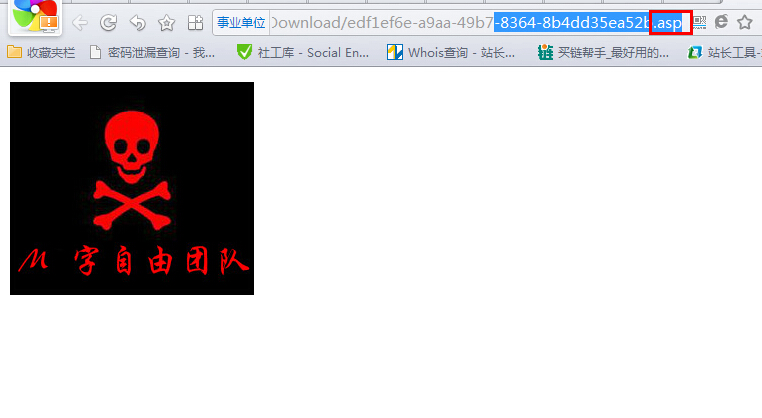 事业单位 Download/edf1ef6e-a9aa-49b7-8364-8b4dd35ea52b.asp
收藏夹栏 密码泄漏查询 - 我... 社工库 - Social En... Whois查询 - 站长... 买链帮手_最好用的... 站长工具-
M 字自由团队